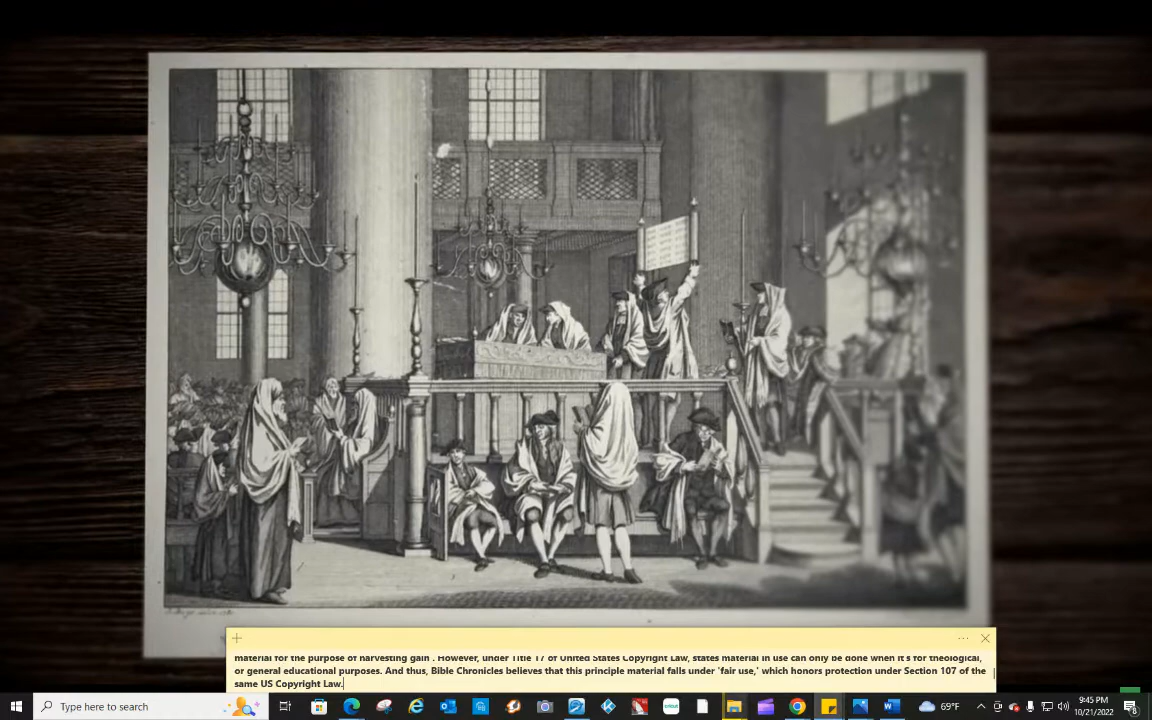 material for the purpose of harvesting gain . However, under Title 17 of United States Copyright Law, states material in use can only be done when it's for theological,
or general educational purposes. And thus, Bible Chronicles believes that this principle material falls under 'fair use,' which honors protection under Section 107 of the
same US Copyright Law.
Type here to search
69°F
9:45 PM
10/21/2022